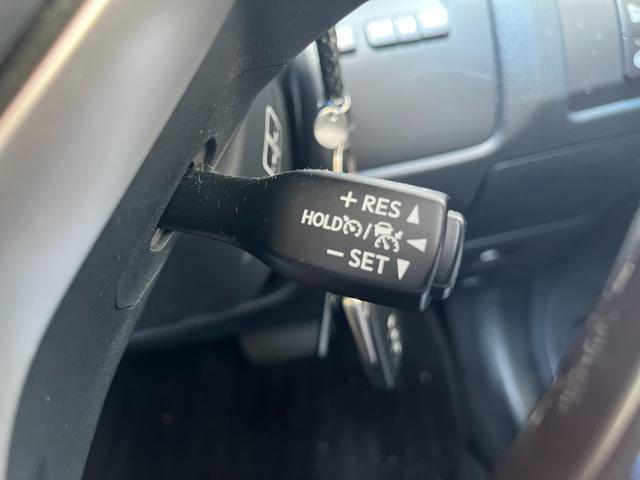 + RES ▲
HOLD / ◀
− SET ▼